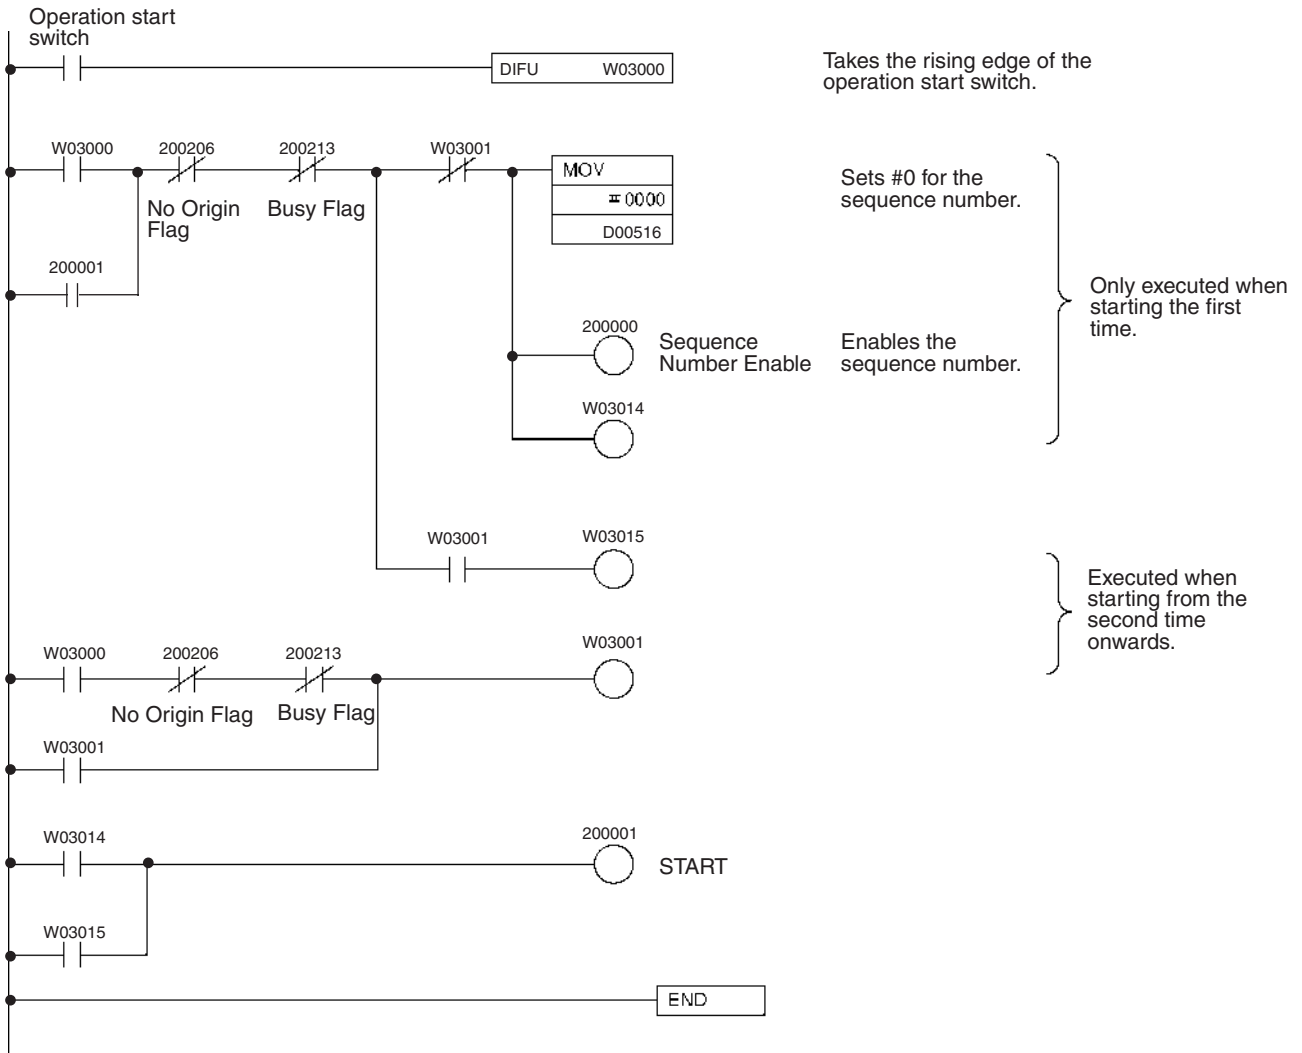 Operation start
switch
DIFU W03000
Takes the rising edge of the
operation start switch.
W03000 200206 200213 W03001
MOV
#0000
D00516
No Origin
Flag
Busy Flag
Sets #0 for the
sequence number.
200001
Only executed when
starting the first
time.
200000
Sequence
Number Enable
Enables the
sequence number.
W03014
W03001 W03015
Executed when
starting from the
second time
onwards.
W03000 200206 200213 W03001
No Origin Flag Busy Flag
W03001
W03014 200001
START
W03015
END